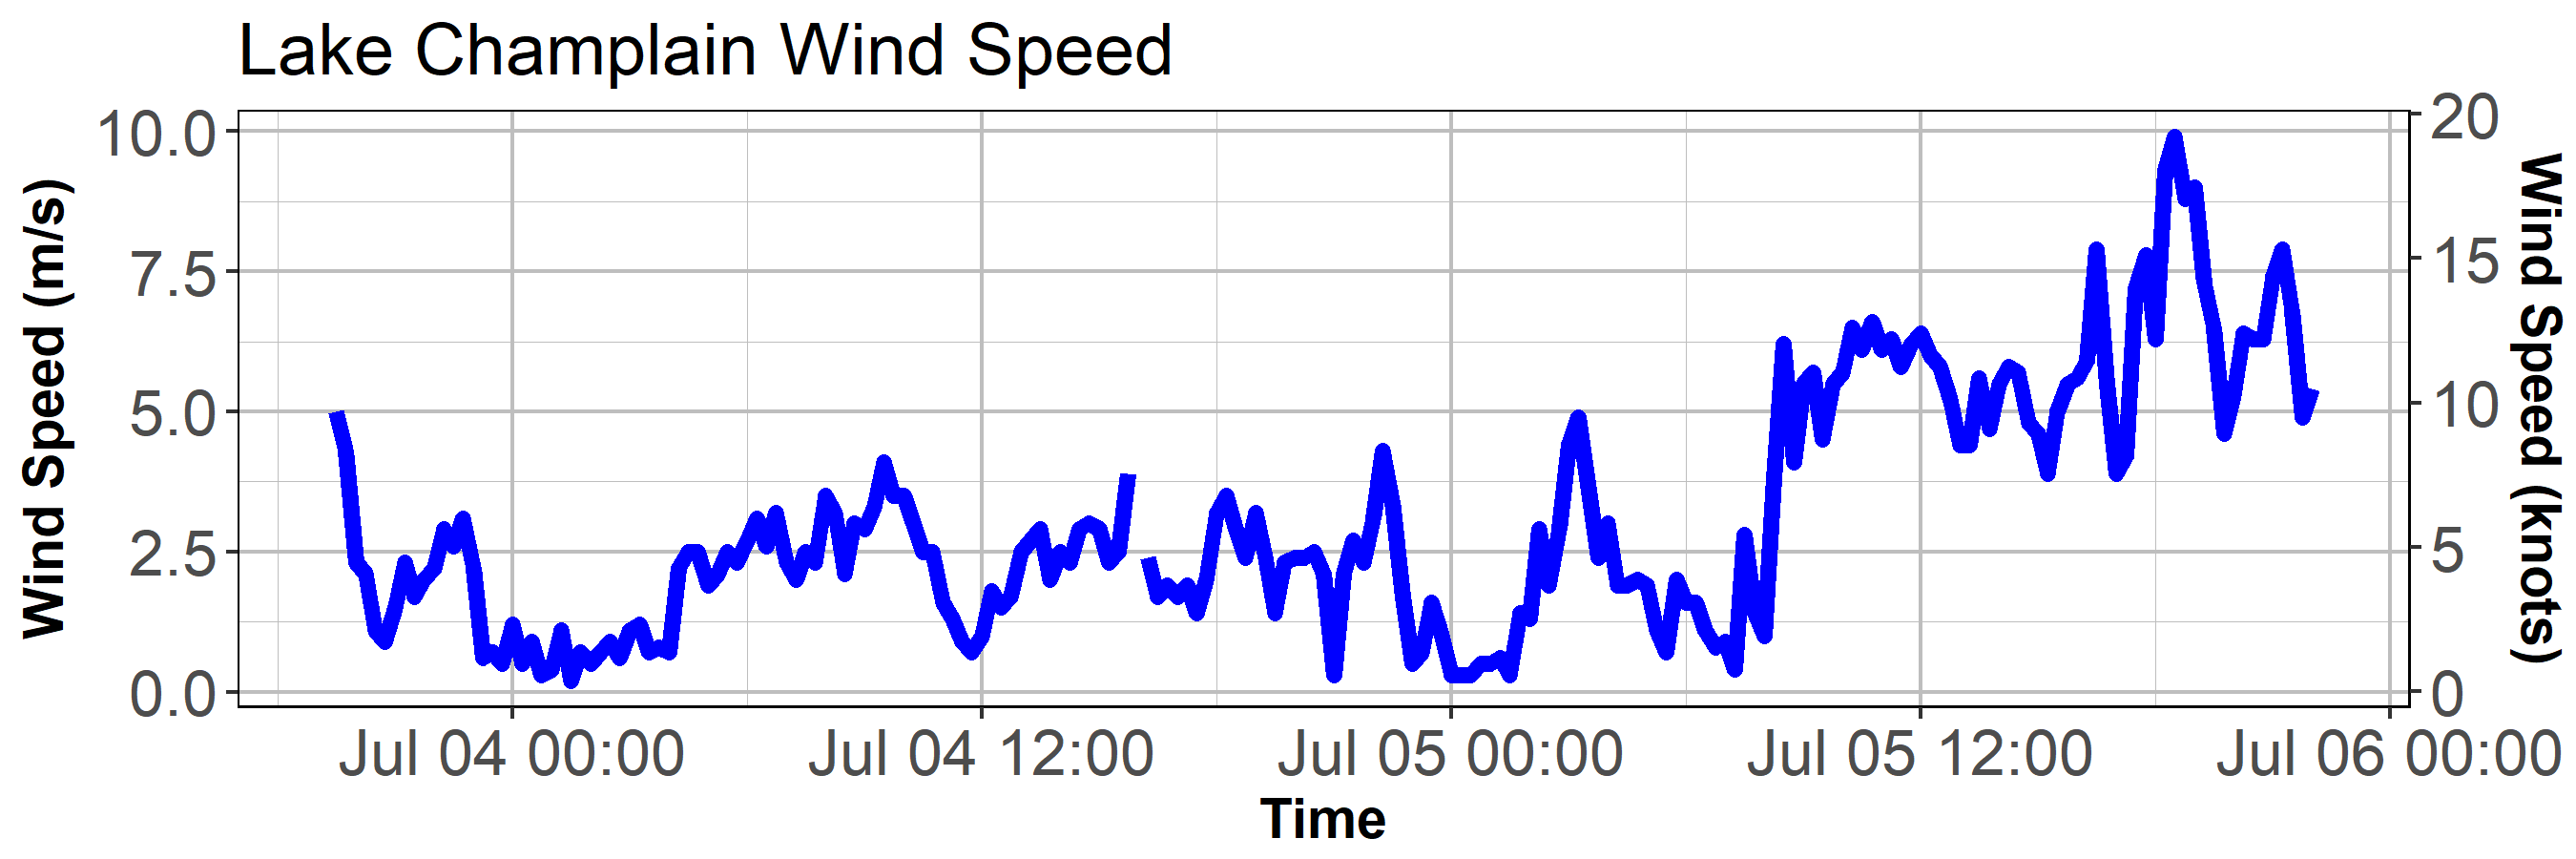 Lake Champlain Wind Speed
Wind Speed (m/s)
10.0
7.5
5.0
2.5
0.0
20
15
10
5
0
Wind Speed (knots)
Jul 04 00:00
Jul 04 12:00
Jul 05 00:00
Jul 05 12:00
Jul 06 00:00
Time